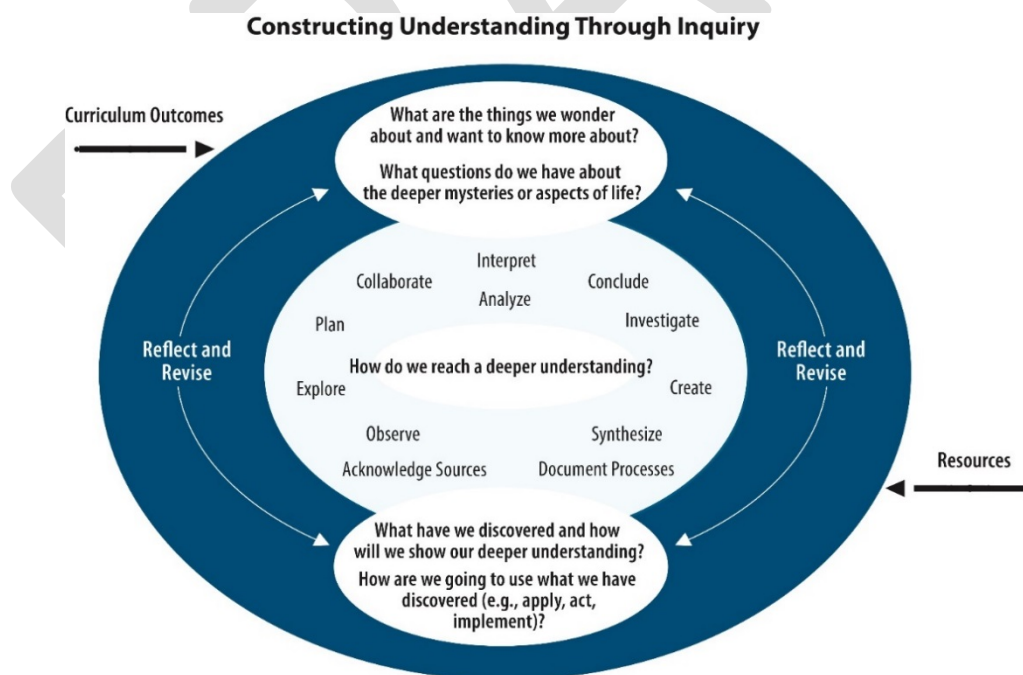 Constructing Understanding Through Inquiry
Curriculum Outcomes
What are the things we wonder
about and want to know more about?
What questions do we have about
the deeper mysteries or aspects of life?
Interpret
Collaborate
Conclude
Analyze
Plan
Investigate
Reflect and
Revise
How do we reach a deeper understanding?
Reflect and
Revise
Explore
Create
Observe
Synthesize
Acknowledge Sources
Document Processes
Resources
What have we discovered and how
will we show our deeper understanding?
How are we going to use what we have
discovered (e.g., apply, act,
implement)?